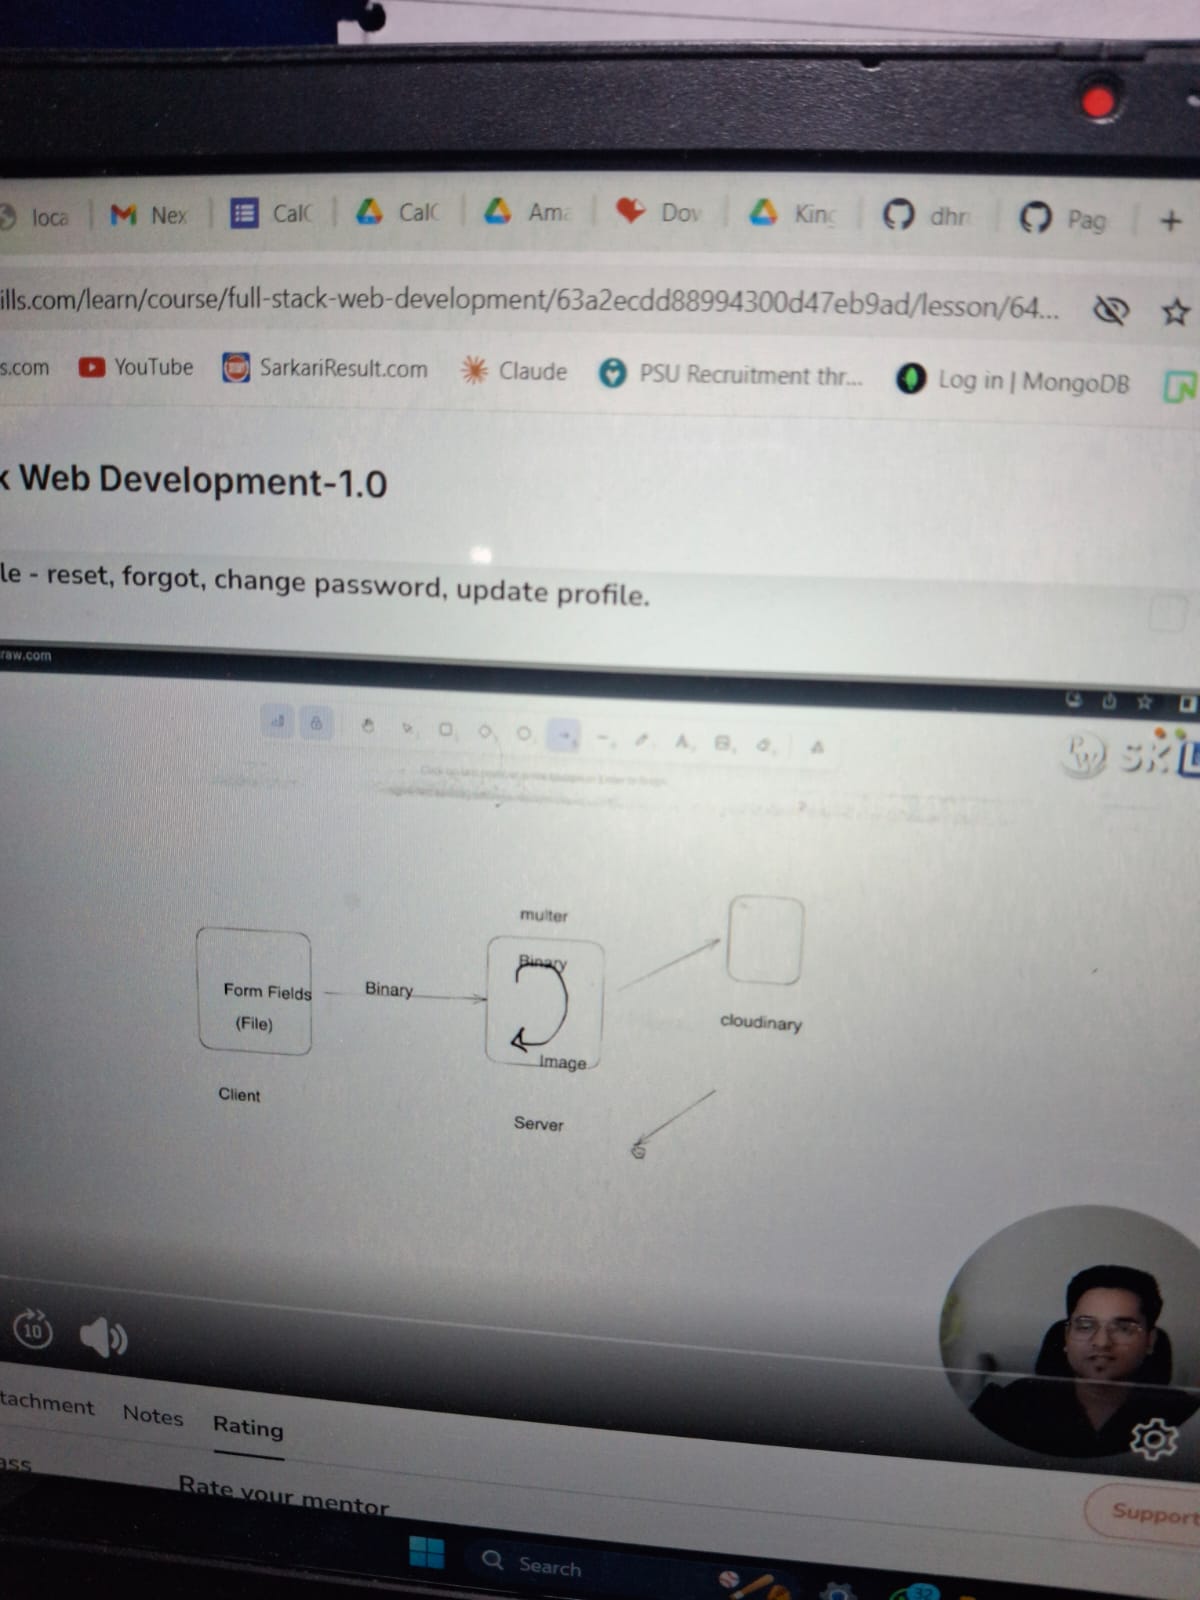 loca Nex CalC CalC Ama Dov King dhr Pag +
ills.com/learn/course/full-stack-web-development/63a2ecdd88994300d47eb9ad/lesson/64...
s.com YouTube SarkariResult.com Claude PSU Recruitment thr... Log in | MongoDB
k Web Development-1.0
le - reset, forgot, change password, update profile.
raw.com
PW SKIL
multer
Binary
Form Fields
(File)
Binary
Image
cloudinary
Client
Server
10
tachment Notes Rating
ass
Rate your mentor
Support
Search
32